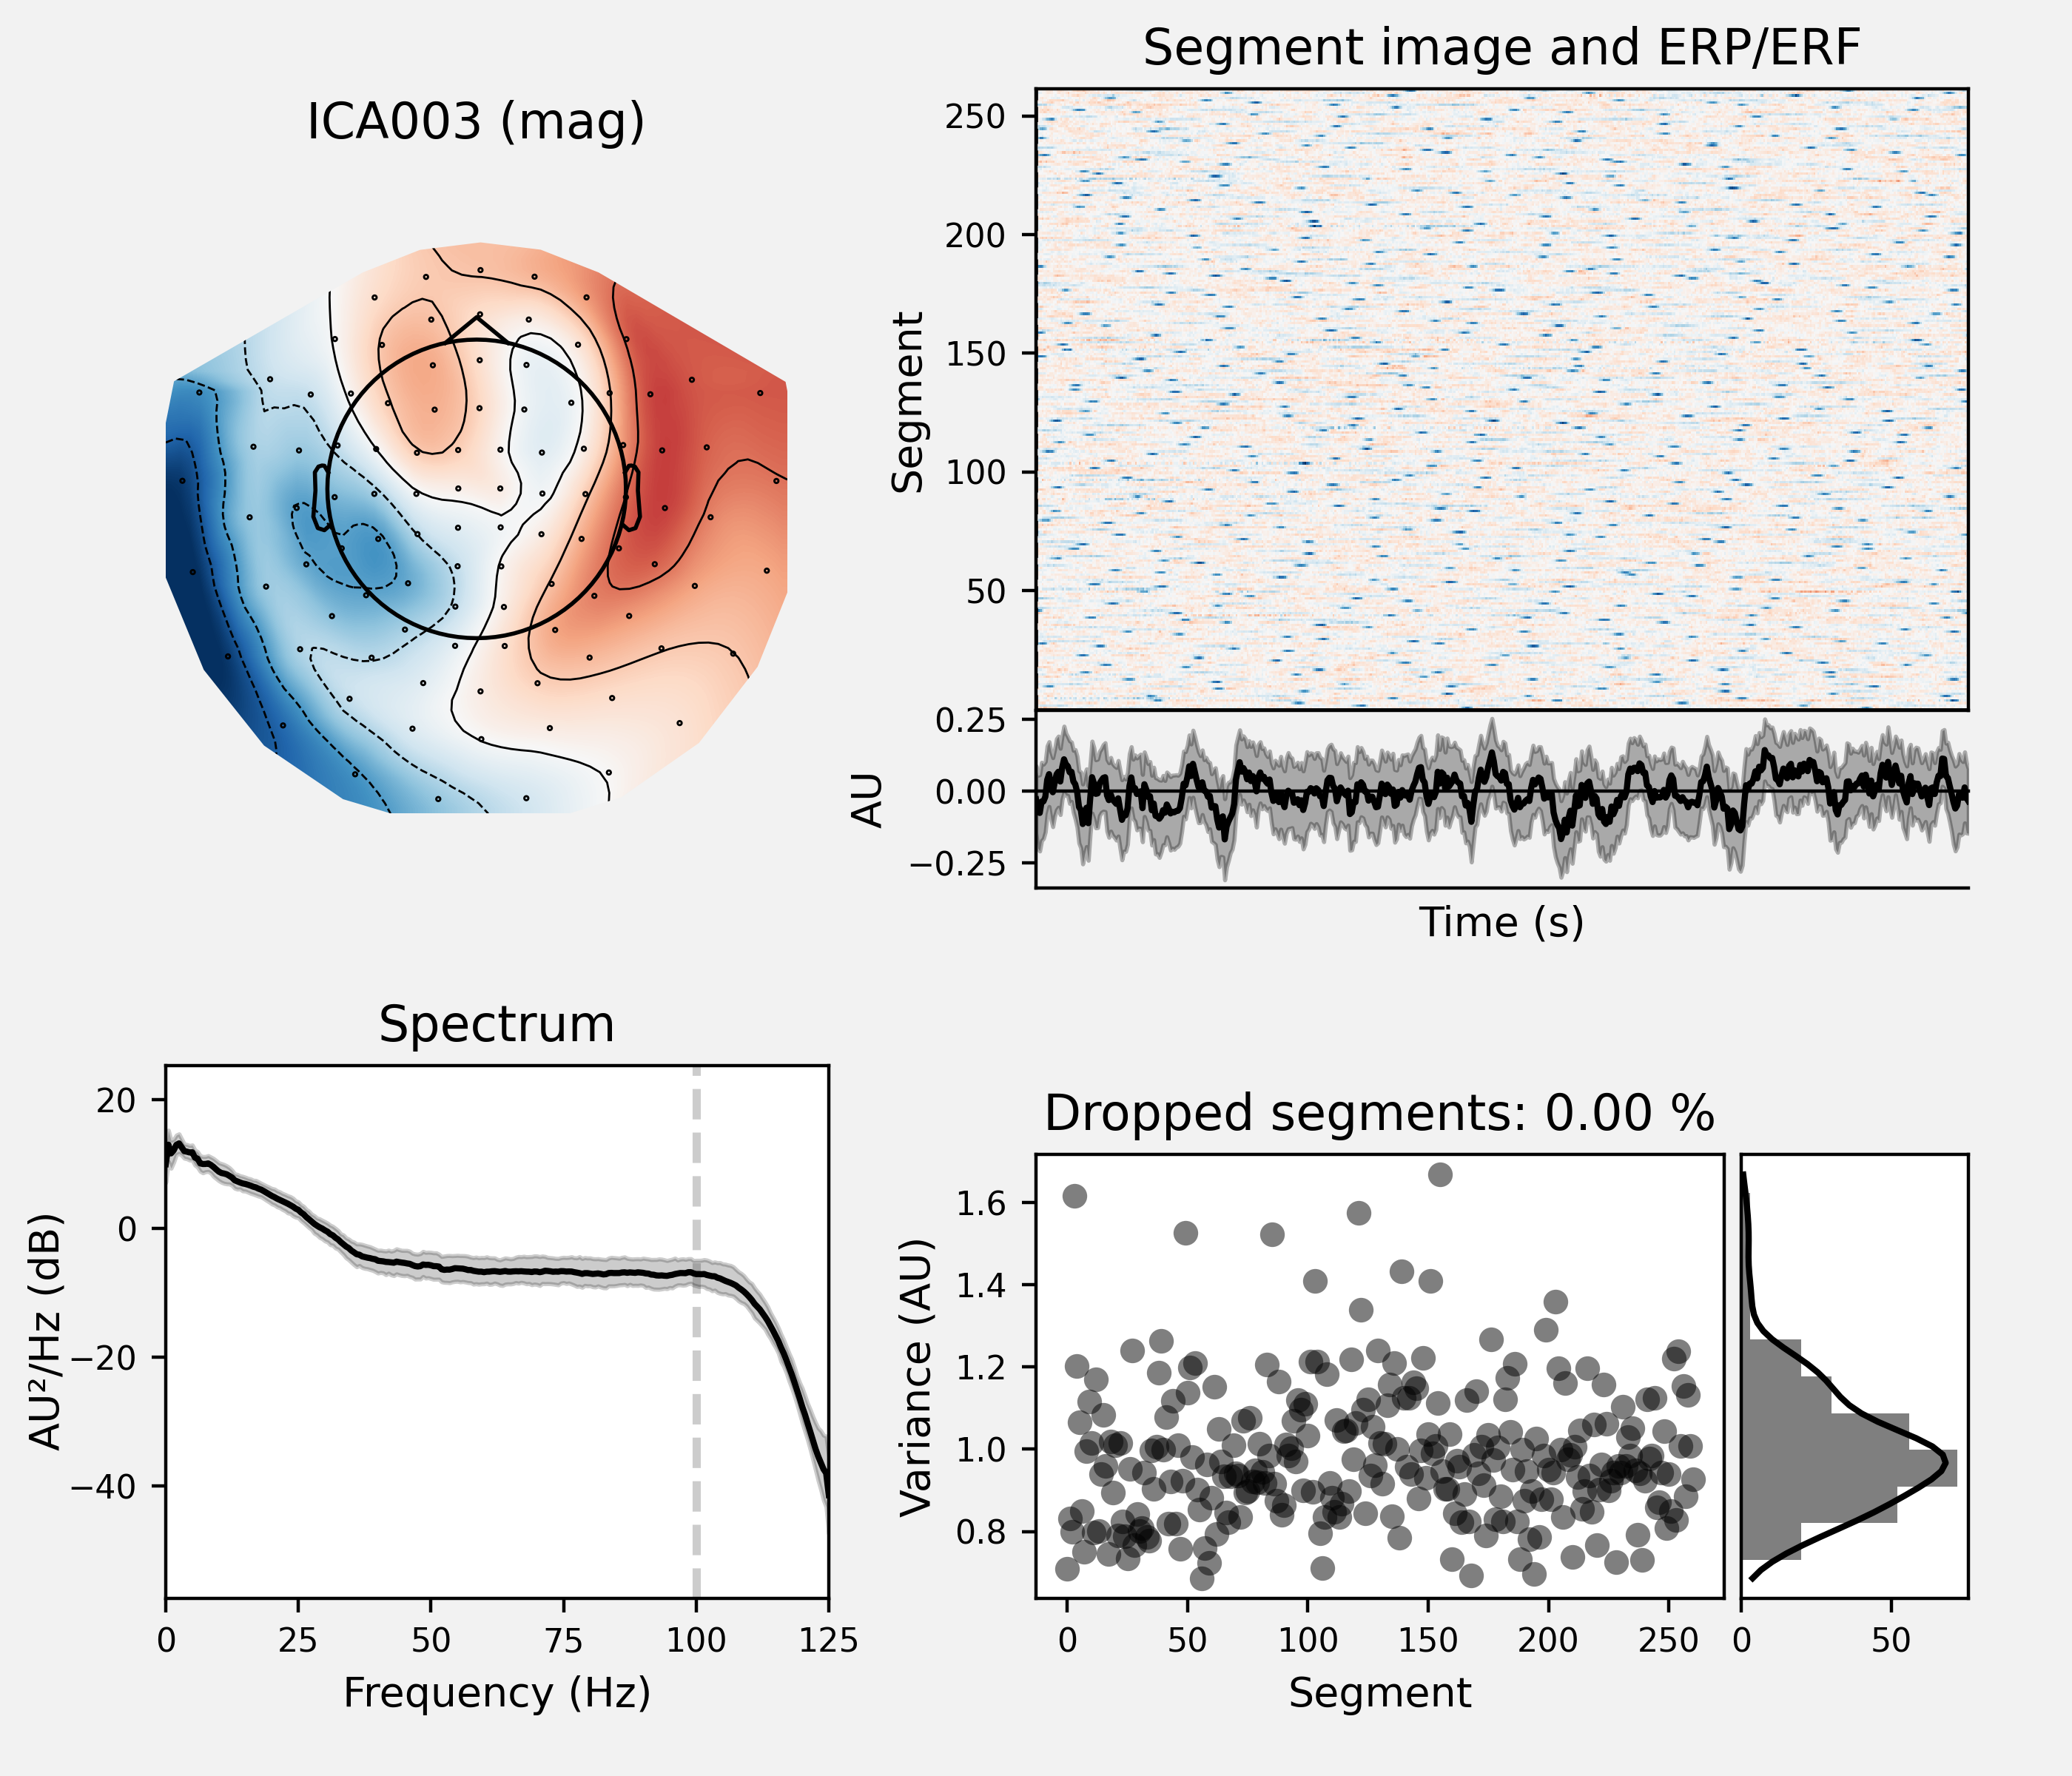 Segment image and ERP/ERF
ICA003 (mag)
250
200
150
100
50
Segment
0.25
0.00
−0.25
AU
Time (s)
Spectrum
20
0
−20
−40
AU²/Hz (dB)
0 25 50 75 100 125
Frequency (Hz)
Dropped segments: 0.00 %
1.6
1.4
1.2
1.0
0.8
Variance (AU)
0 50 100 150 200 250
Segment
0 50